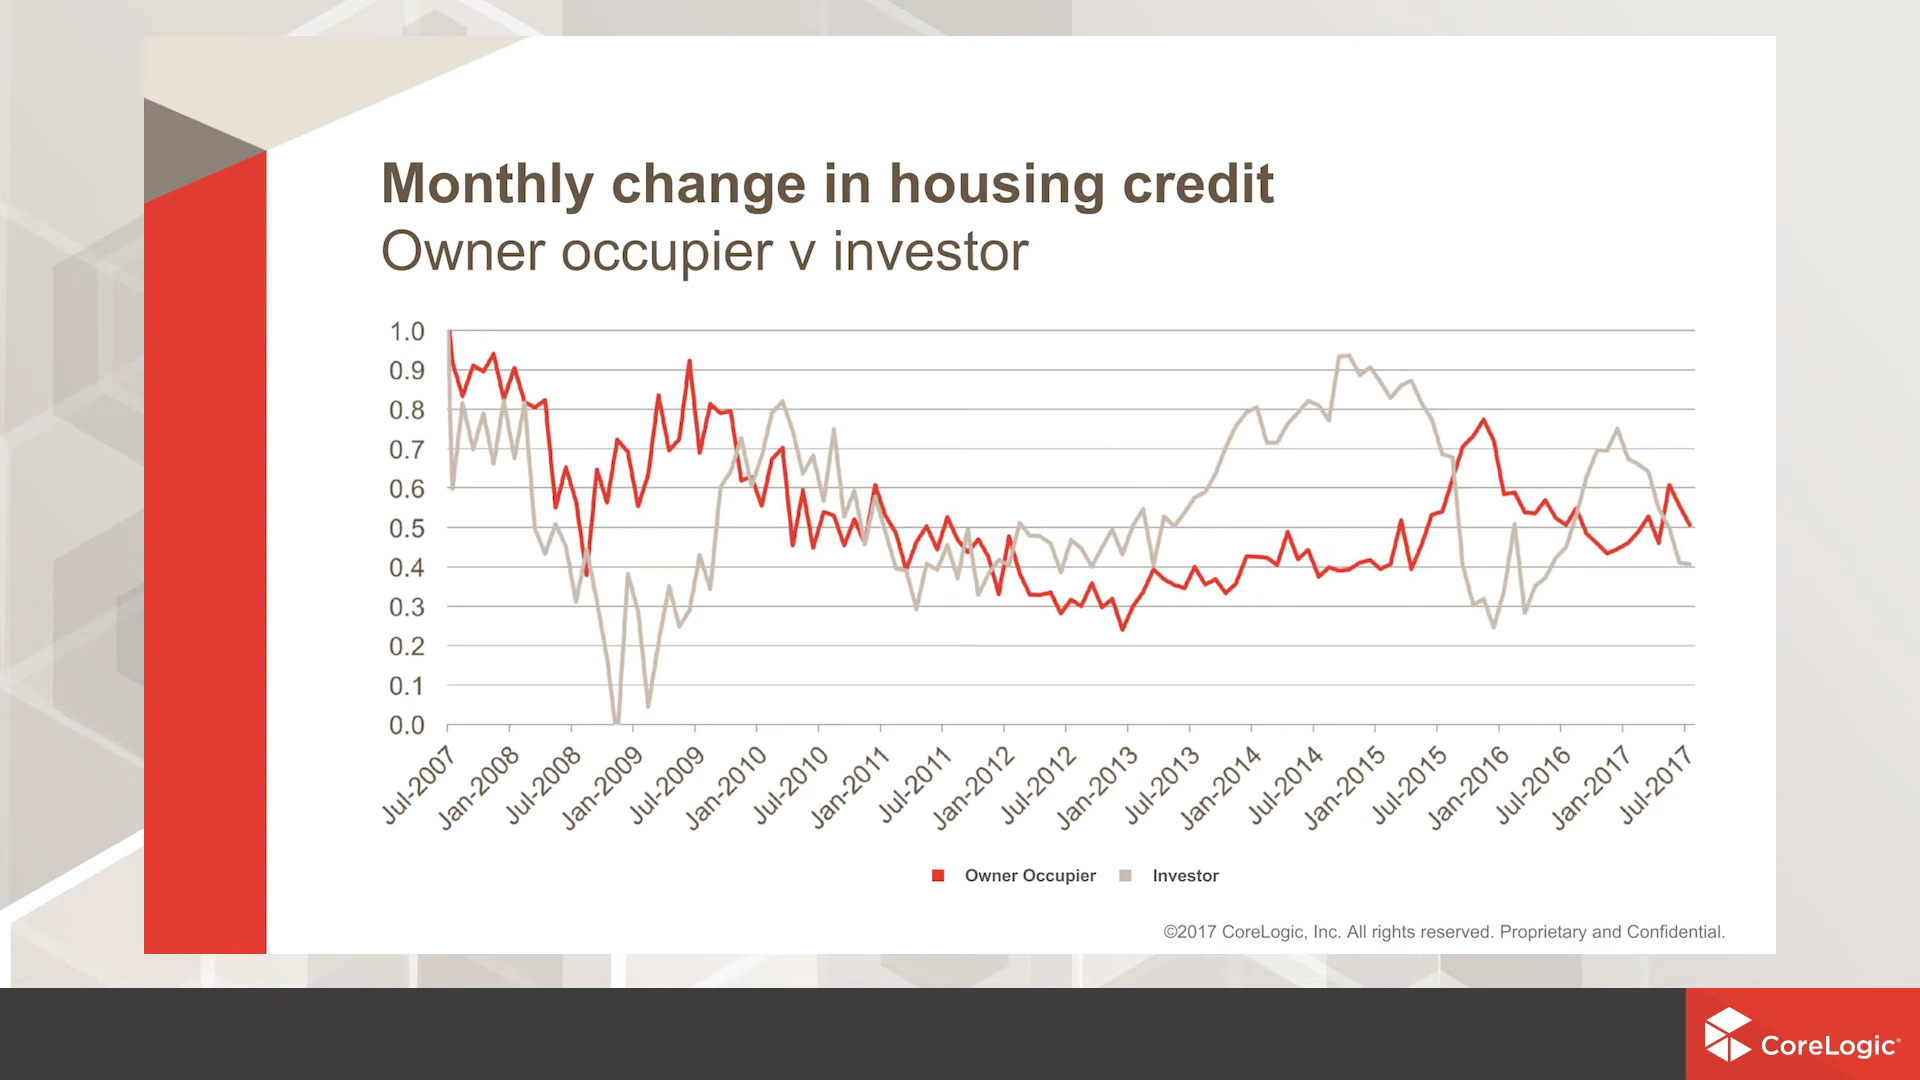 Monthly change in housing credit
Owner occupier v investor
1.0
0.9
0.8
0.7
0.6
0.5
0.4
0.3
0.2
0.1
0.0
Jul-2007
Jan-2008
Jul-2008
Jan-2009
Jul-2009
Jan-2010
Jul-2010
Jan-2011
Jul-2011
Jan-2012
Jul-2012
Jan-2013
Jul-2013
Jan-2014
Jul-2014
Jan-2015
Jul-2015
Jan-2016
Jul-2016
Jan-2017
Jul-2017
Owner Occupier Investor
©2017 CoreLogic, Inc. All rights reserved. Proprietary and Confidential.
CoreLogic